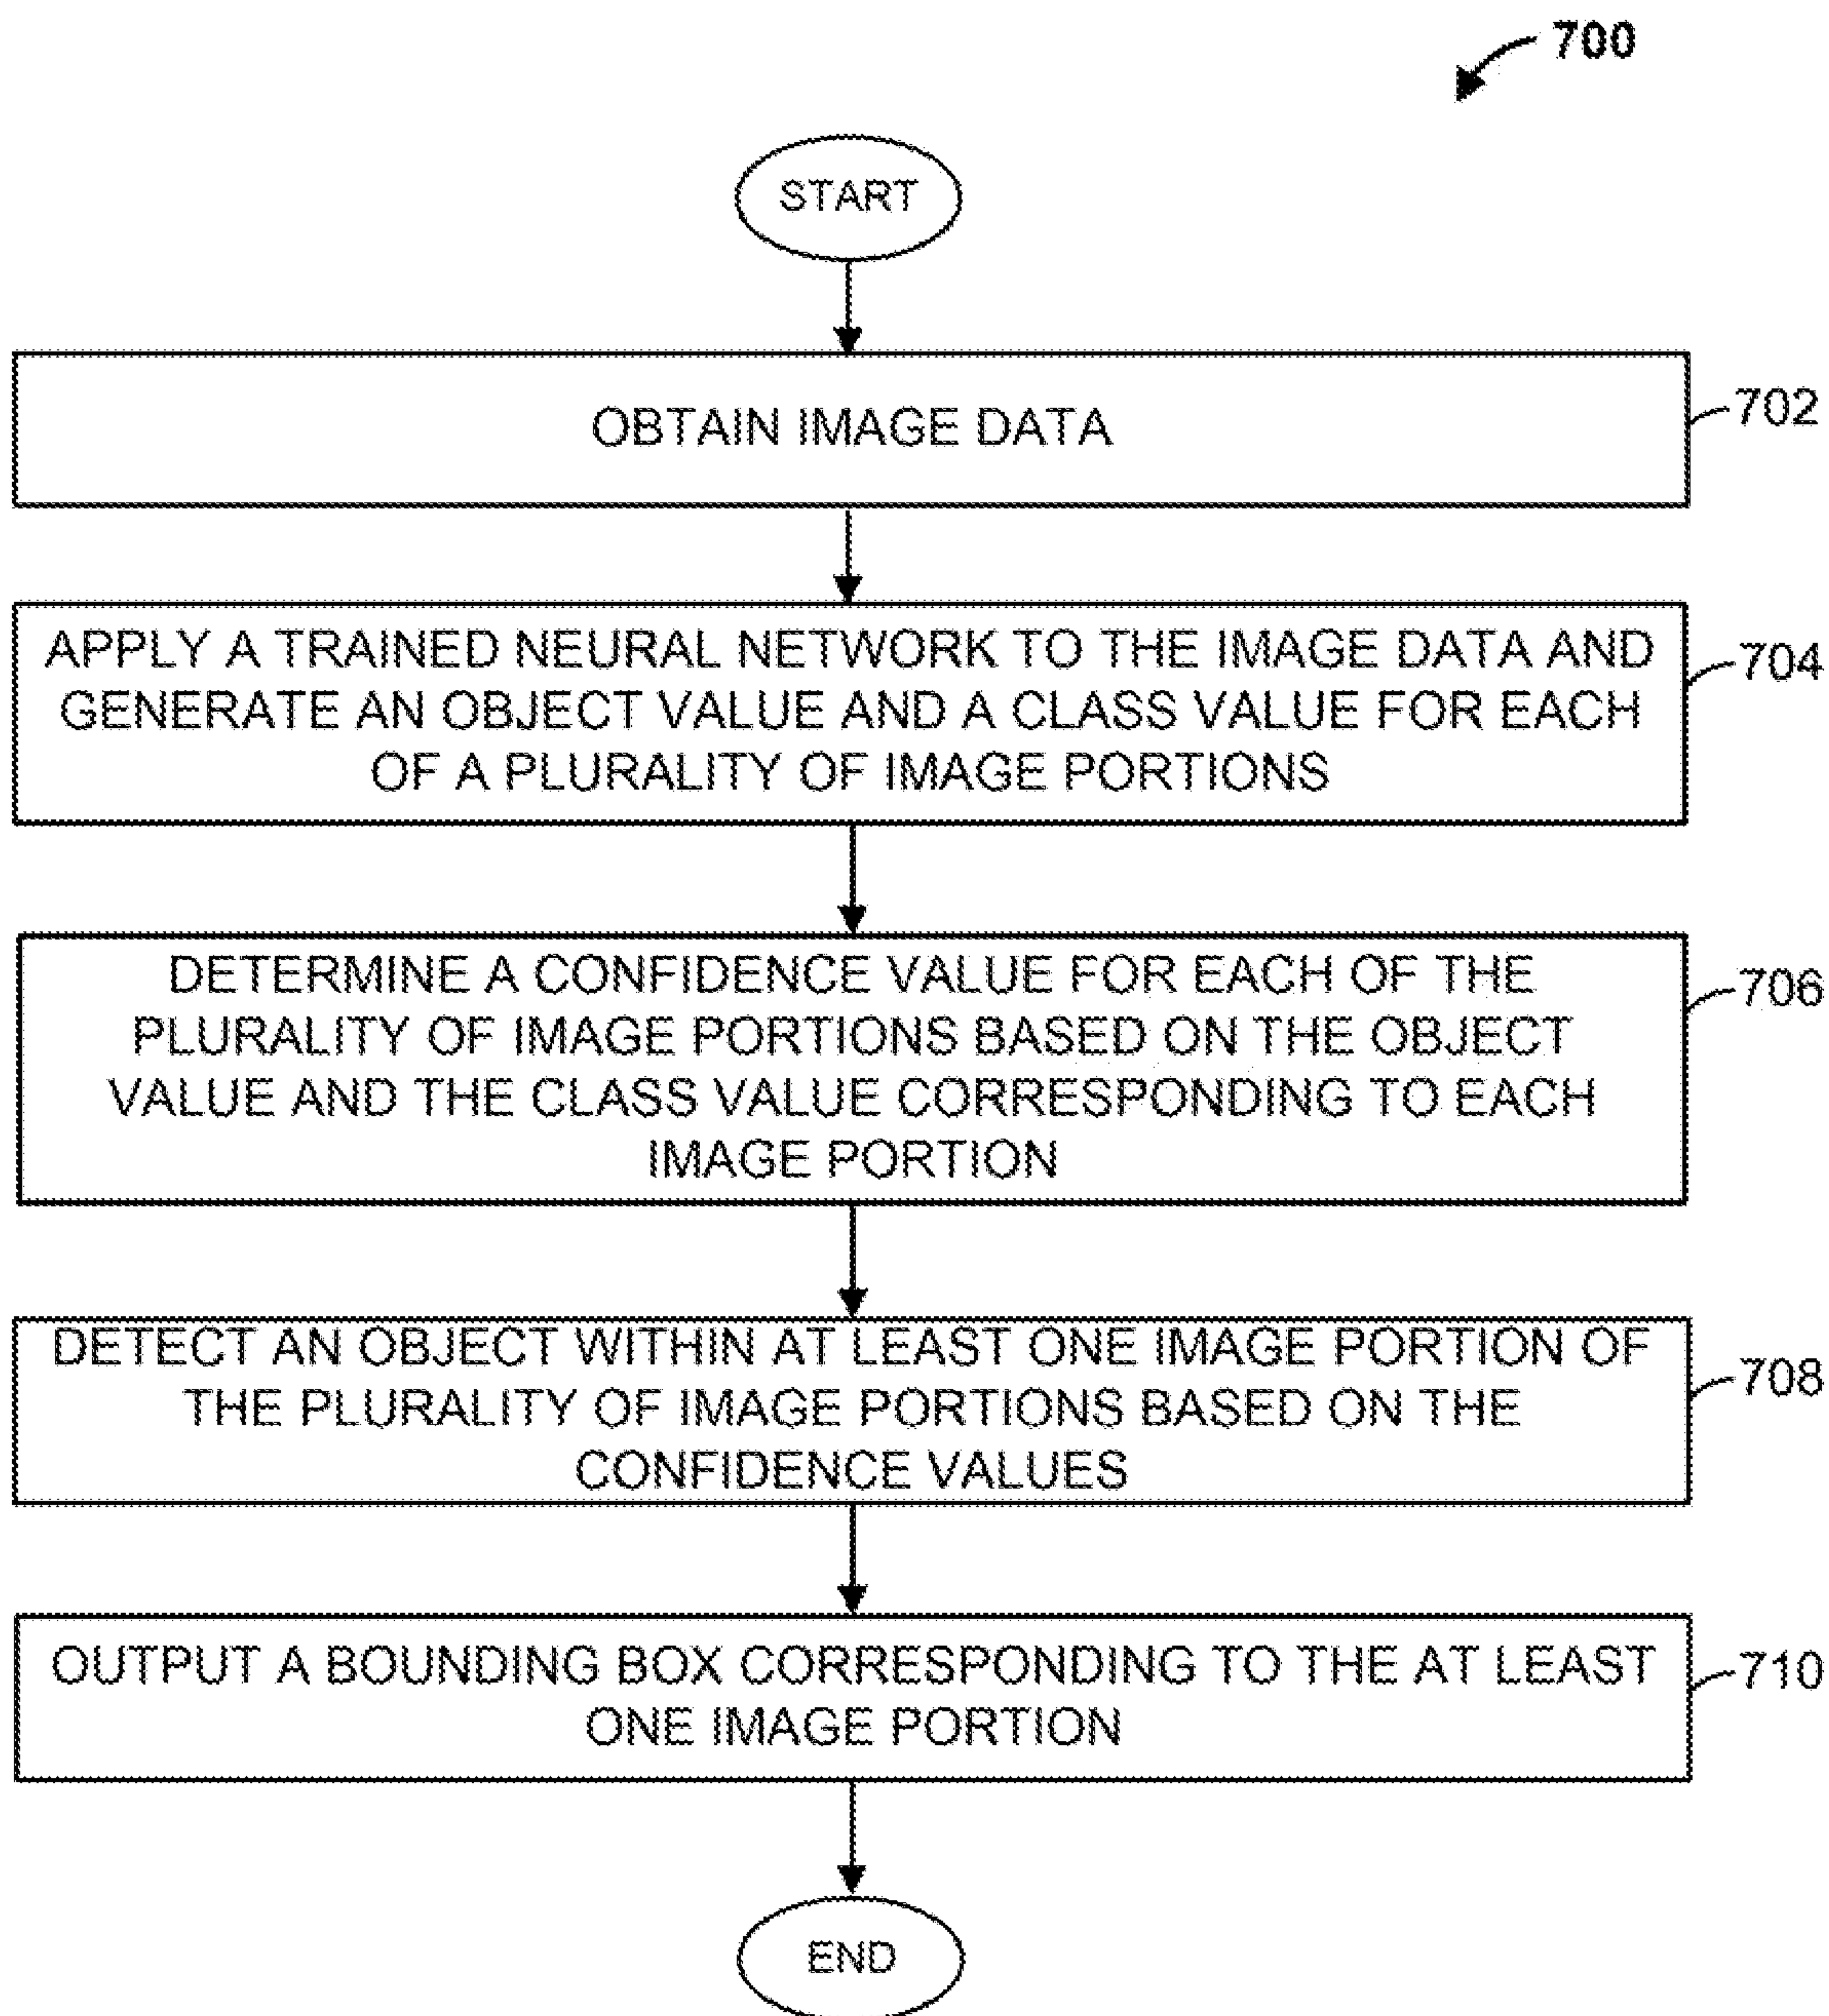 700
START
OBTAIN IMAGE DATA
702
APPLY A TRAINED NEURAL NETWORK TO THE IMAGE DATA AND
GENERATE AN OBJECT VALUE AND A CLASS VALUE FOR EACH
OF A PLURALITY OF IMAGE PORTIONS
704
DETERMINE A CONFIDENCE VALUE FOR EACH OF THE
PLURALITY OF IMAGE PORTIONS BASED ON THE OBJECT
VALUE AND THE CLASS VALUE CORRESPONDING TO EACH
IMAGE PORTION
706
DETECT AN OBJECT WITHIN AT LEAST ONE IMAGE PORTION OF
THE PLURALITY OF IMAGE PORTIONS BASED ON THE
CONFIDENCE VALUES
708
OUTPUT A BOUNDING BOX CORRESPONDING TO THE AT LEAST
ONE IMAGE PORTION
710
END